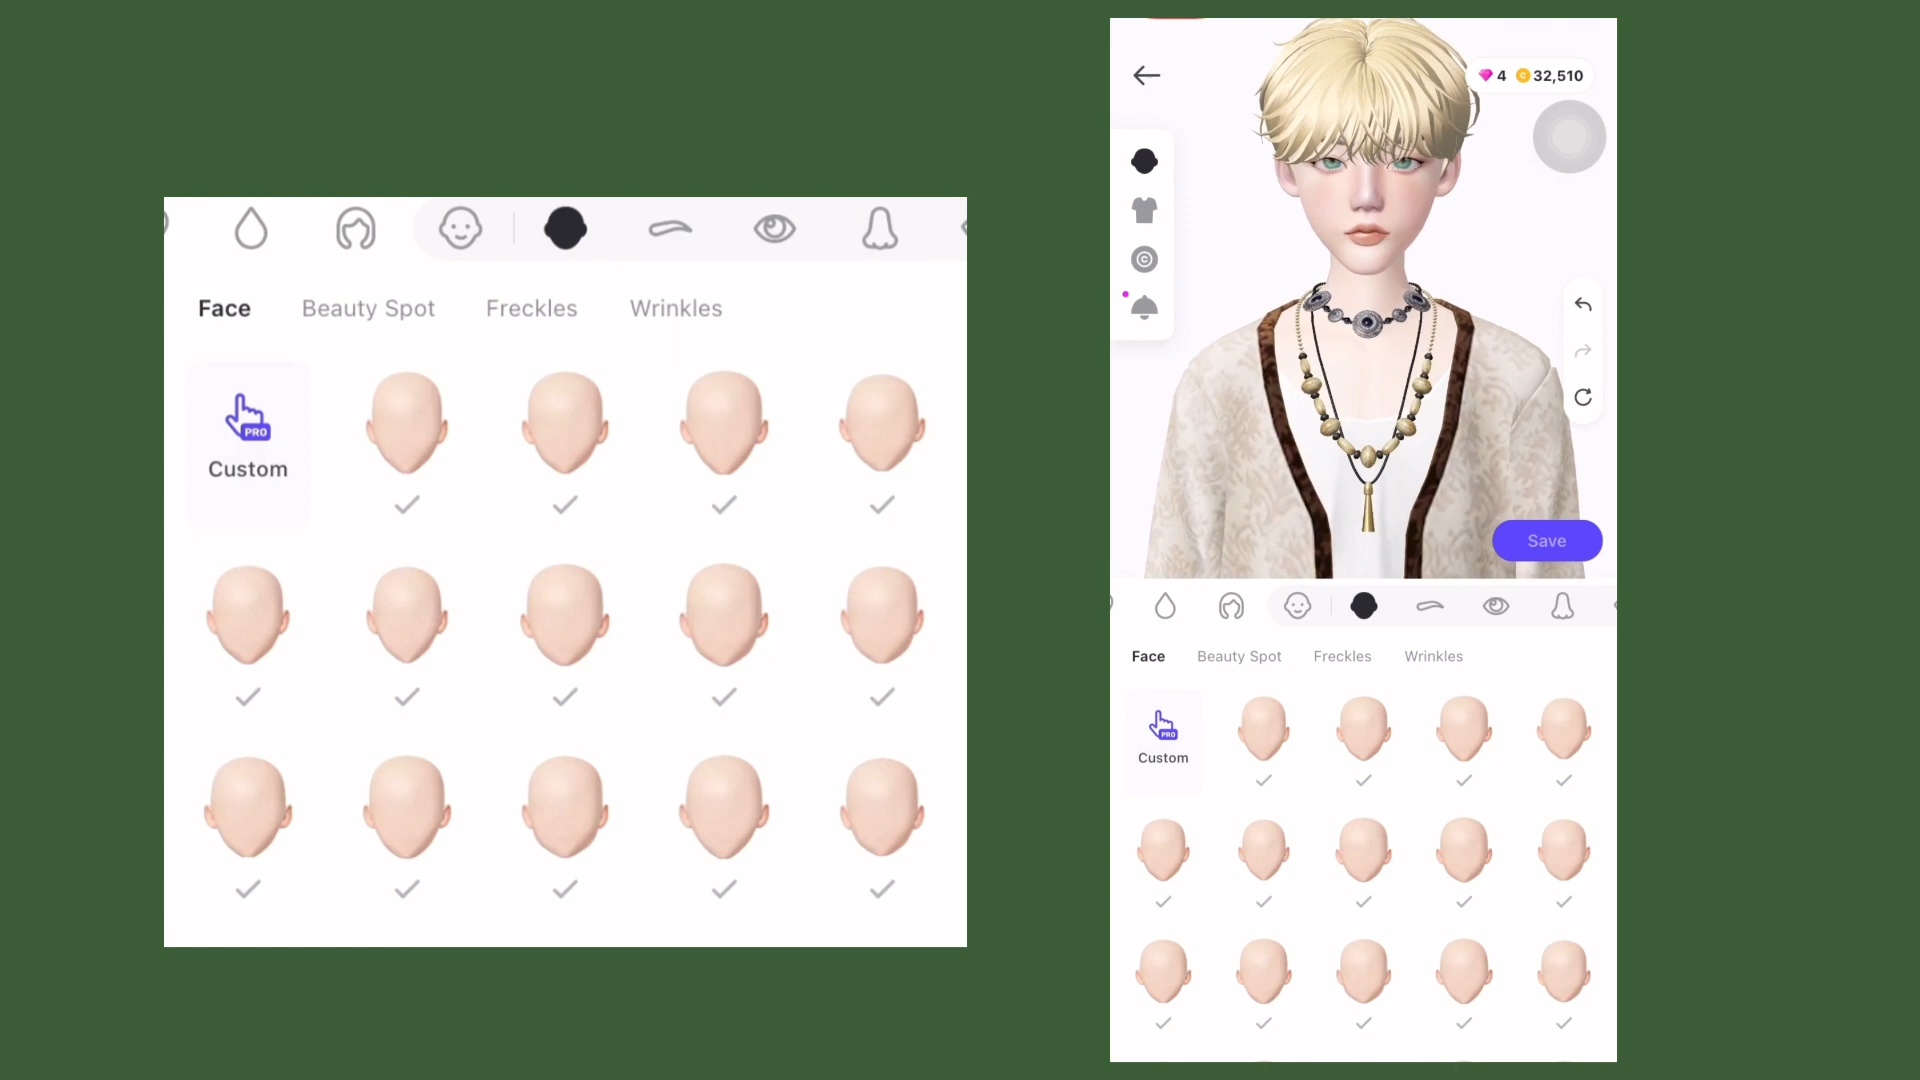 Face Beauty Spot Freckles Wrinkles
PRO
Custom
4 32,510
Save
Face Beauty Spot Freckles Wrinkles
PRO
Custom